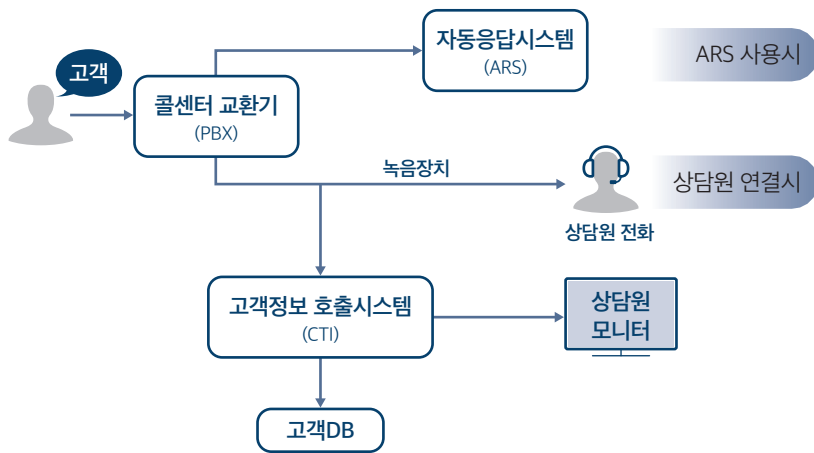 자동응답시스템
(ARS)
ARS 사용시
고객
콜센터 교환기
(PBX)
녹음장치
상담원 연결시
상담원 전화
고객정보 호출시스템
(CTI)
상담원
모니터
고객DB